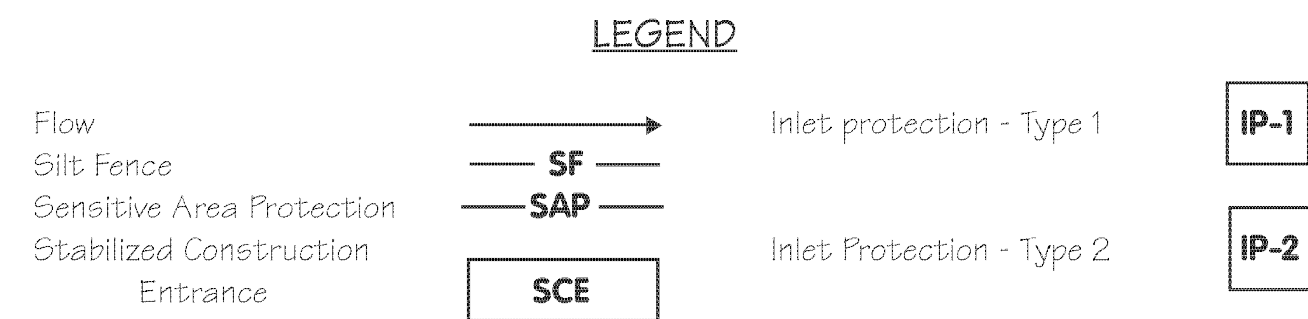 LEGEND
Flow
Inlet protection - Type 1
IP-1
Silt Fence
SF
Sensitive Area Protection
SAP
Stabilized Construction
Inlet Protection - Type 2
IP-2
Entrance
SCE